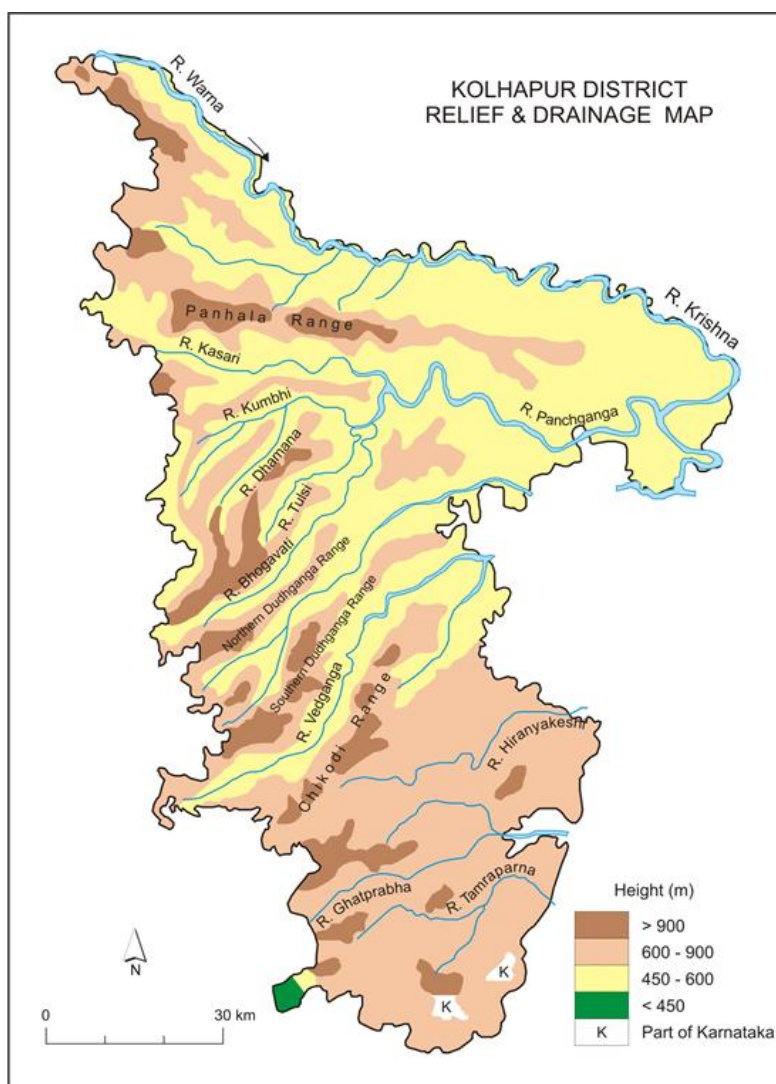 KOLHAPUR DISTRICT
RELIEF & DRAINAGE MAP
R. Warna
R. Krishna
Panhala Range
R. Kasari
R. Kumbhi
R. Panchganga
R. Dhamana
R. Tulsi
R. Bhogavati
Northern Dudhganga Range
Southern Dudhganga Range
R. Vedganga
Chikodi Range
R. Hiranyakeshi
R. Ghatprabha
R. Tamraparna
K
K
N
0 30 km
Height (m)
> 900
600 - 900
450 - 600
< 450
K Part of Karnataka